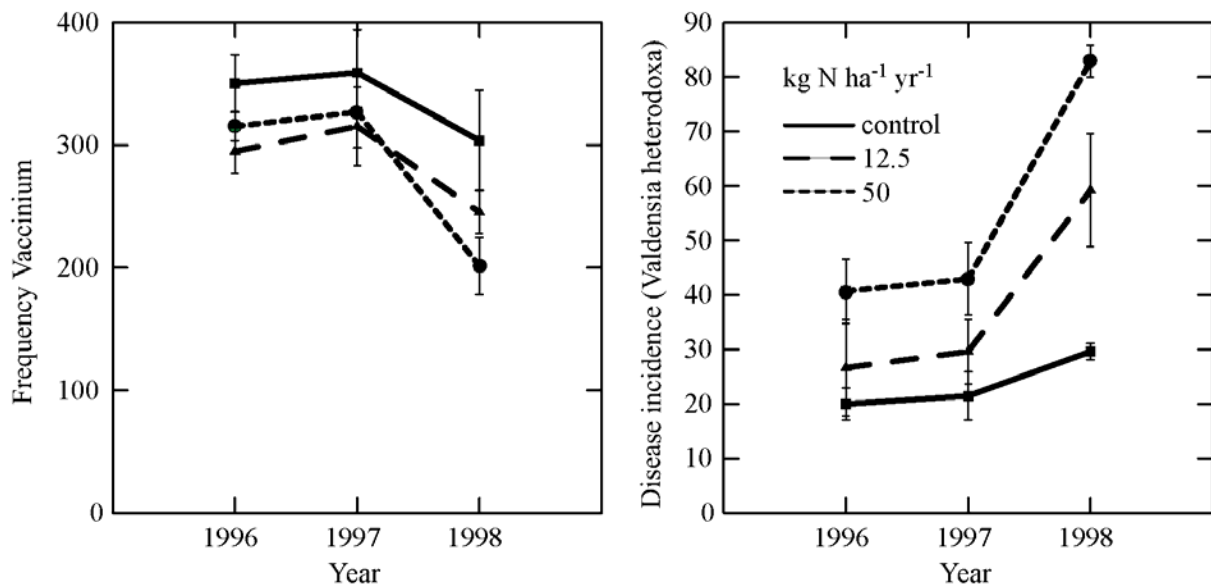 400
300
200
100
0
Frequency Vaccinium
1996 1997 1998
Year
90
80
70
60
50
40
30
20
10
0
Disease incidence (Valdensia heterodoxa)
kg N ha⁻¹ yr⁻¹
control
12.5
50
1996 1997 1998
Year